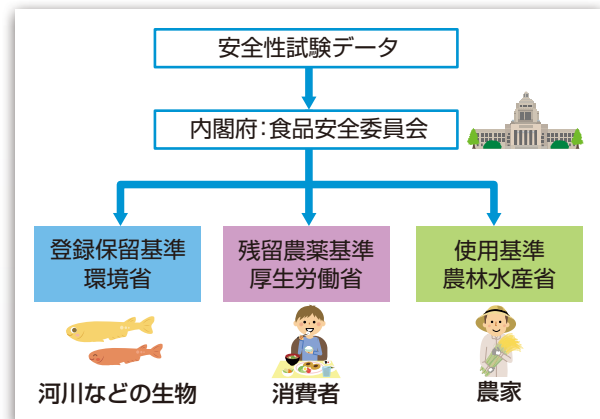 安全性試験データ
内閣府：食品安全委員会
登録保留基準
環境省
残留農薬基準
厚生労働省
使用基準
農林水産省
河川などの生物
消費者
農家